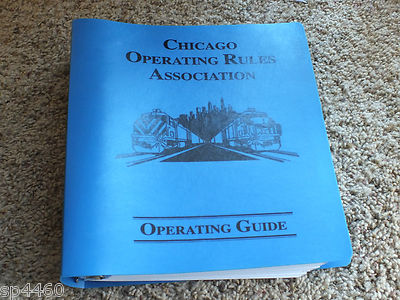 CHICAGO
OPERATING RULES
ASSOCIATION
OPERATING GUIDE
sp4460